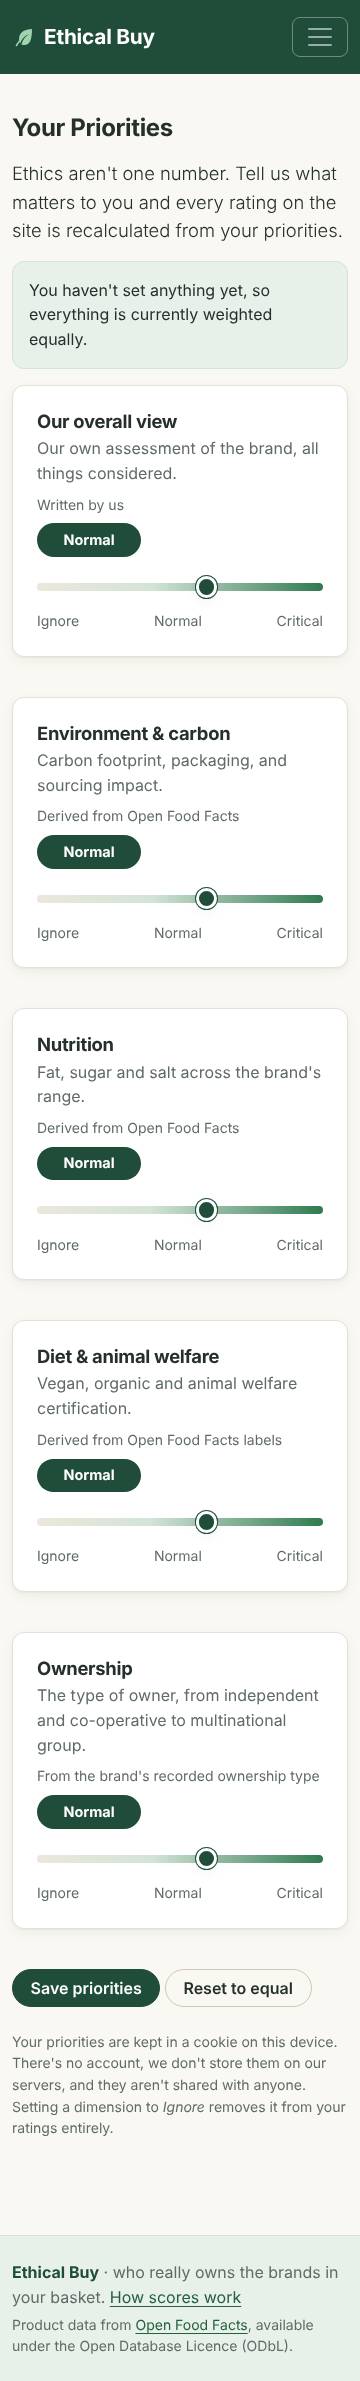 Ethical Buy
Your Priorities
Ethics aren't one number. Tell us what
matters to you and every rating on the
site is recalculated from your priorities.
You haven't set anything yet, so
everything is currently weighted
equally.
Our overall view
Our own assessment of the brand, all
things considered.
Written by us
Normal
Ignore Normal Critical
Environment & carbon
Carbon footprint, packaging, and
sourcing impact.
Derived from Open Food Facts
Normal
Ignore Normal Critical
Nutrition
Fat, sugar and salt across the brand's
range.
Derived from Open Food Facts
Normal
Ignore Normal Critical
Diet & animal welfare
Vegan, organic and animal welfare
certification.
Derived from Open Food Facts labels
Normal
Ignore Normal Critical
Ownership
The type of owner, from independent
and co-operative to multinational
group.
From the brand's recorded ownership type
Normal
Ignore Normal Critical
Save priorities Reset to equal
Your priorities are kept in a cookie on this device.
There's no account, we don't store them on our
servers, and they aren't shared with anyone.
Setting a dimension to Ignore removes it from your
ratings entirely.
Ethical Buy · who really owns the brands in
your basket. How scores work
Product data from Open Food Facts, available
under the Open Database Licence (ODbL).